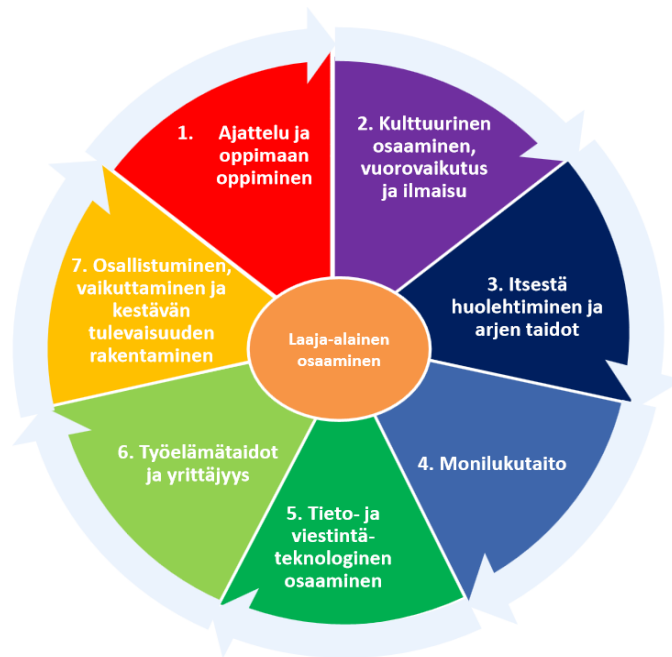 1. Ajattelu ja
oppimaan
oppiminen
2. Kulttuurinen
osaaminen,
vuorovaikutus
ja ilmaisu
3. Itsestä
huolehtiminen ja
arjen taidot
4. Monilukutaito
5. Tieto- ja
viestintä-
teknologinen
osaaminen
6. Työelämätaidot
ja yrittäjyys
7. Osallistuminen,
vaikuttaminen ja
kestävän
tulevaisuuden
rakentaminen
Laaja-alainen
osaaminen